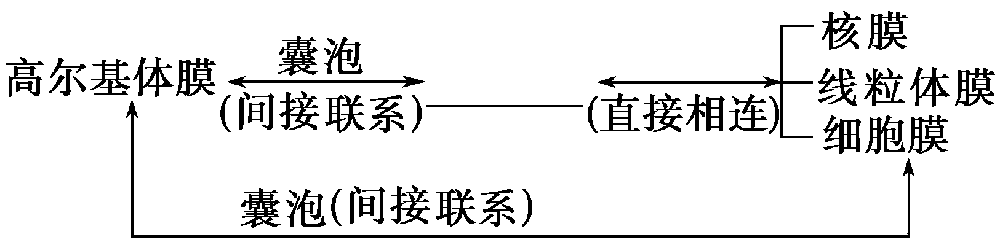 核膜
囊泡
高尔基体膜
线粒体膜
(间接联系)
(直接相连)
细胞膜
囊泡(间接联系)